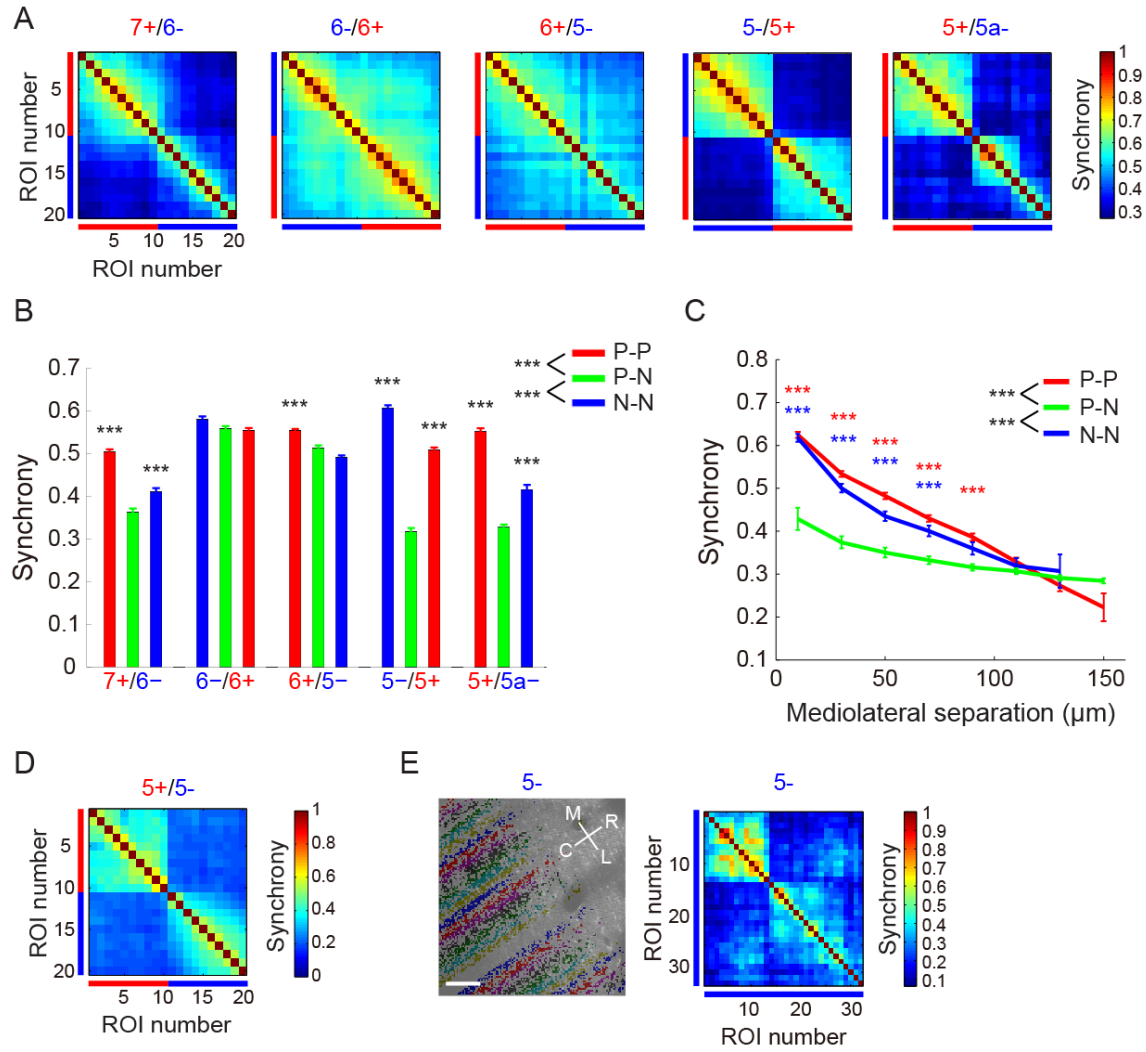 A
7+/6- 6-/6+ 6+/5- 5-/5+ 5+/5a-
ROI number
5
10
15
20
5 10 15 20
ROI number
Synchrony
1
0.9
0.8
0.7
0.6
0.5
0.4
0.3
B
Synchrony
0.7
0.6
0.5
0.4
0.3
0.2
0.1
0
*** *** *** *** *** *** ***
*** P-P
P-N
*** N-N
7+/6− 6−/6+ 6+/5− 5−/5+ 5+/5a−
C
Synchrony
0.8
0.7
0.6
0.5
0.4
0.3
0.2
0.1
*** *** *** *** ***
*** *** *** ***
*** P-P
P-N
*** N-N
0 50 100 150
Mediolateral separation (µm)
D
5+/5-
ROI number
5
10
15
20
5 10 15 20
ROI number
Synchrony
1
0.8
0.6
0.4
0.2
0
E
5-
M R
C L
5-
ROI number
10
20
30
10 20 30
ROI number
Synchrony
1
0.9
0.8
0.7
0.6
0.5
0.4
0.3
0.2
0.1